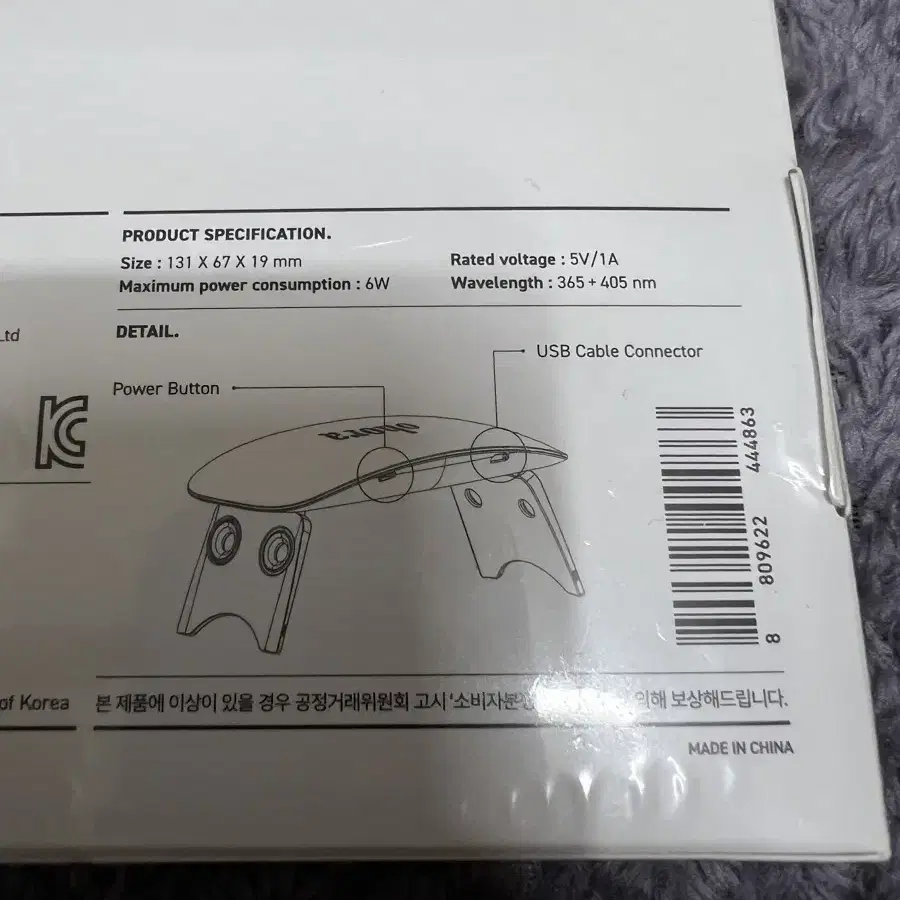 PRODUCT SPECIFICATION.
Size : 131 X 67 X 19 mm
Rated voltage : 5V/1A
Maximum power consumption : 6W
Wavelength : 365 + 405 nm
Ltd
DETAIL.
USB Cable Connector
Power Button
ohora
8 809622 444863
of Korea
본 제품에 이상이 있을 경우 공정거래위원회 고시 '소비자분 의해 보상해드립니다.
MADE IN CHINA